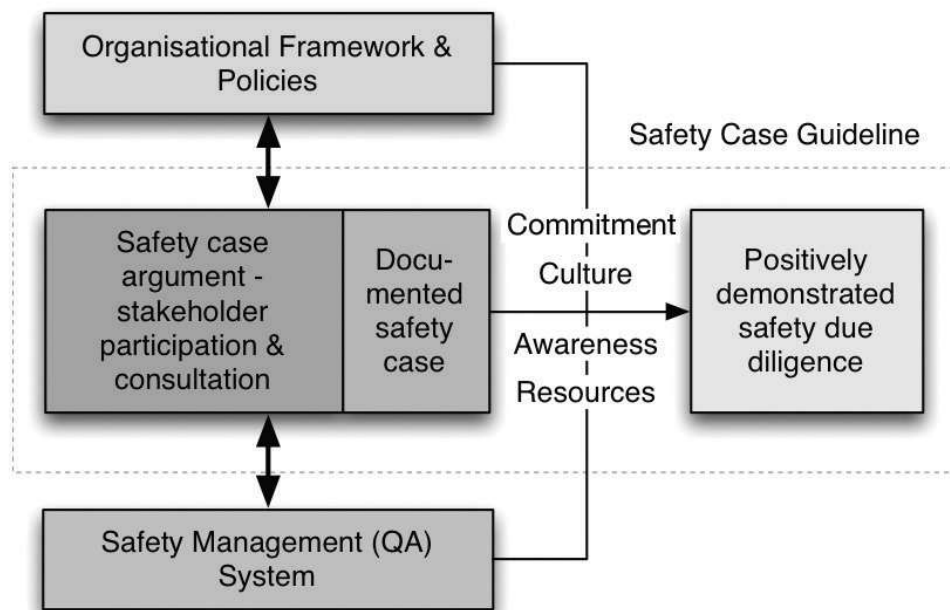 Organisational Framework &
Policies
Safety Case Guideline
Safety case
argument -
stakeholder
participation &
consultation
Docu-
mented
safety
case
Commitment
Culture
Awareness
Resources
Positively
demonstrated
safety due
diligence
Safety Management (QA)
System